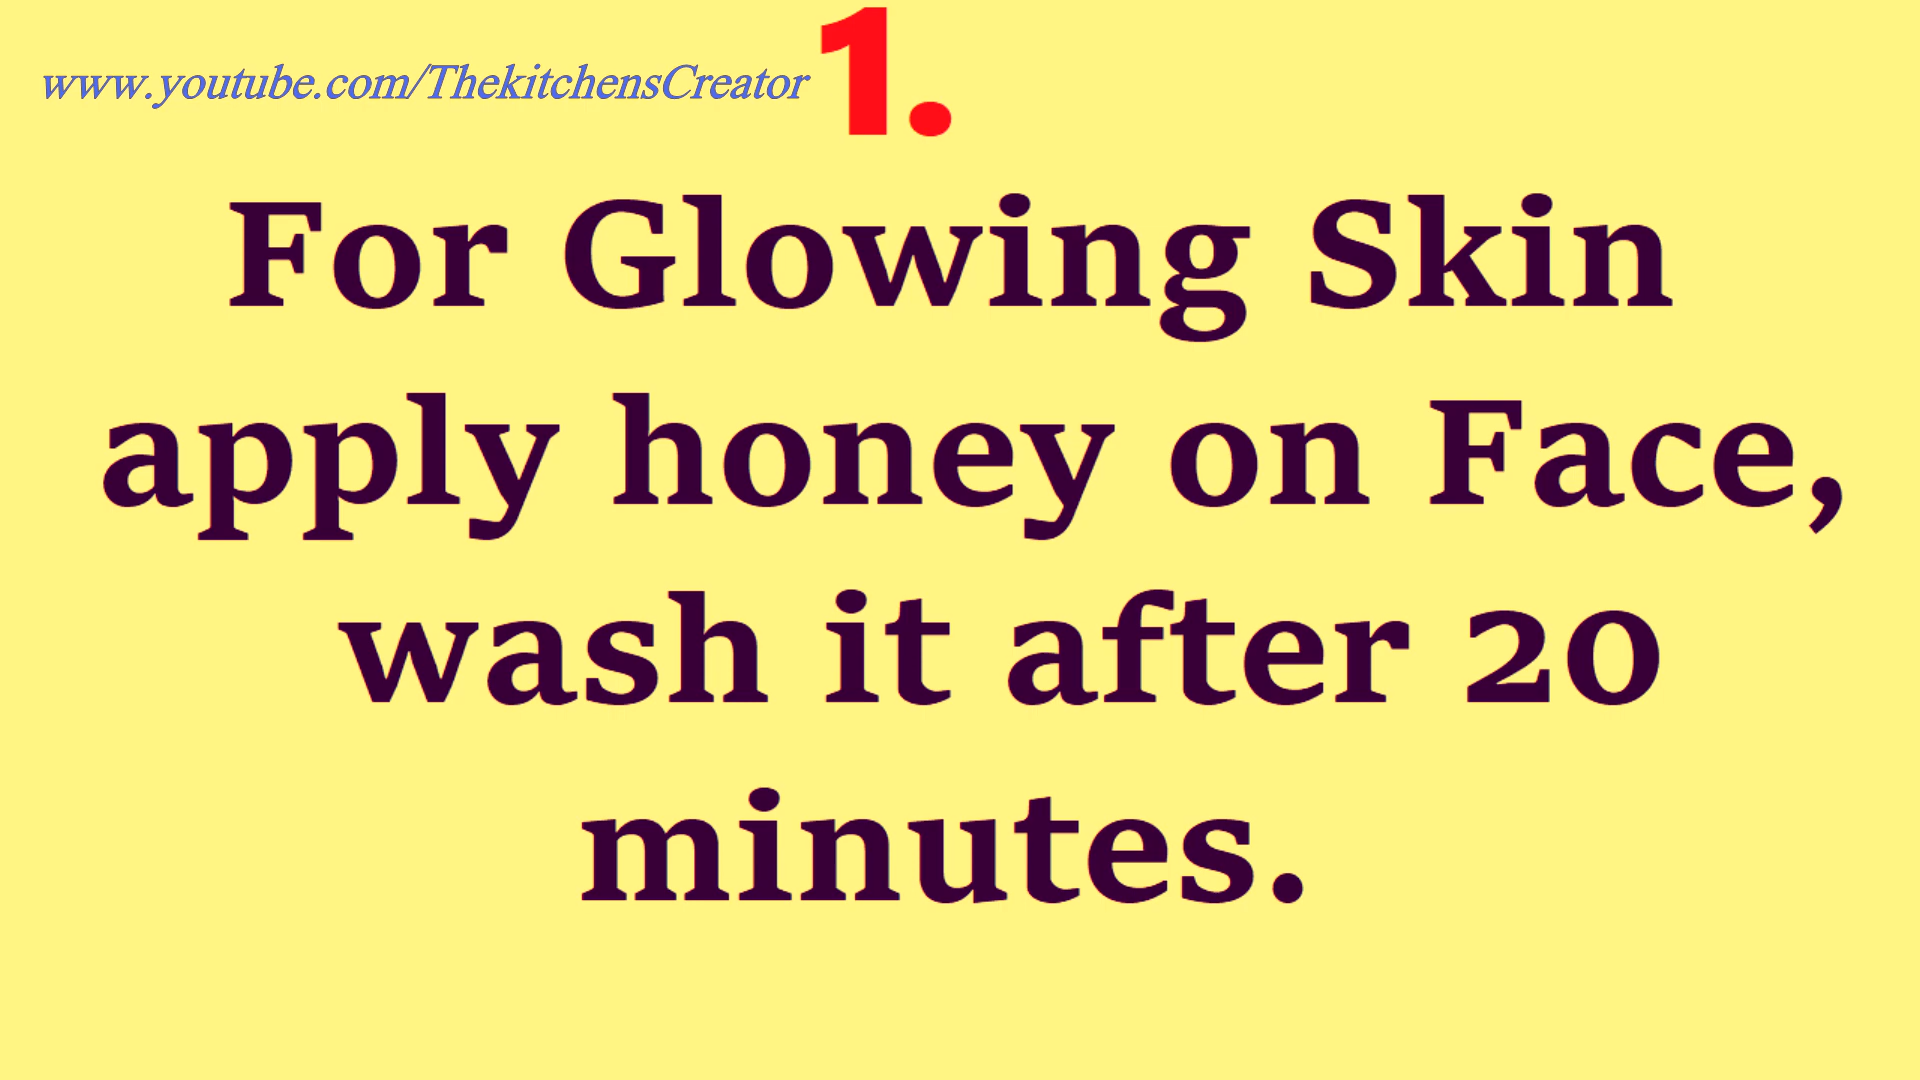 www.youtube.com/ThekitchensCreator
1.
For Glowing Skin
apply honey on Face,
wash it after 20
minutes.